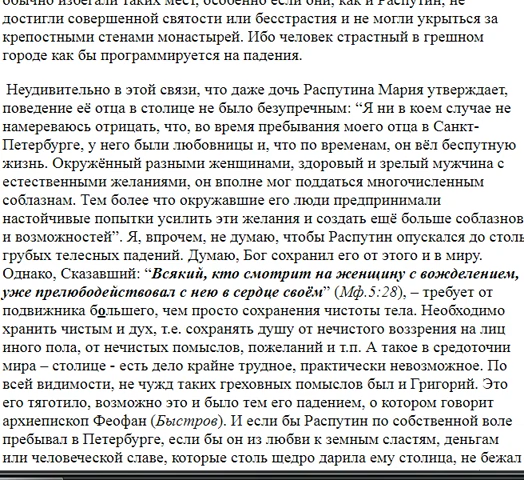 обычно избегали таких мест, особенно если они, как и Распутин, не
достигли совершенной святости или бесстрастия и не могли укрыться за
крепостными стенами монастырей. Ибо человек страстный в грешном
городе как бы программируется на падения.
Неудивительно в этой связи, что даже дочь Распутина Мария утверждает,
поведение её отца в столице не было безупречным: “Я ни в коем случае не
намереваюсь отрицать, что, во время пребывания моего отца в Санкт-
Петербурге, у него были любовницы и, что по временам, он вёл беспутную
жизнь. Окружённый разными женщинами, здоровый и зрелый мужчина с
естественными желаниями, он вполне мог поддаться многочисленным
соблазнам. Тем более что окружавшие его люди предпринимали
настойчивые попытки усилить эти желания и создать ещё больше соблазнов
и возможностей”. Я, впрочем, не думаю, чтобы Распутин опускался до столь
грубых телесных падений. Думаю, Бог сохранил его от этого и в миру.
Однако, Сказавший: “Всякий, кто смотрит на женщину с вожделением,
уже прелюбодействовал с нею в сердце своём” (Мф.5:28), – требует от
подвижника большего, чем просто сохранения чистоты тела. Необходимо
хранить чистым и дух, т.е. сохранять душу от нечистого воззрения на лиц
иного пола, от нечистых помыслов, пожеланий и т.п. А такое в средоточии
мира – столице - есть дело крайне трудное, практически невозможное. По
всей видимости, не чужд таких греховных помыслов был и Григорий. Это
его тяготило, возможно это и было тем его падением, о котором говорит
архиепископ Феофан (Быстров). И если бы Распутин по собственной воле
пребывал в Петербурге, если бы он из любви к земным сластям, деньгам
или человеческой славе, которые столь щедро дарила ему столица, не бежал